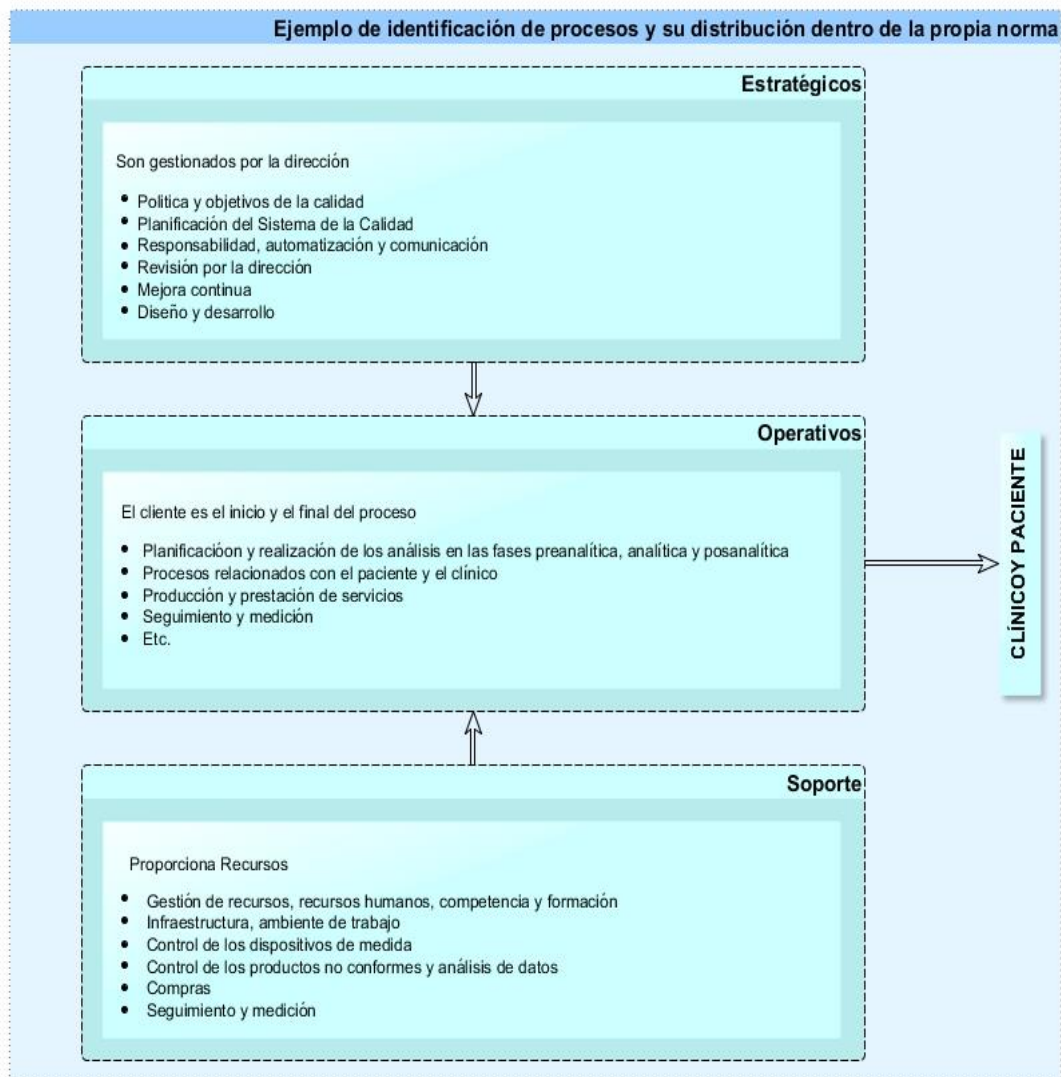 Ejemplo de identificación de procesos y su distribución dentro de la propia norma
Estratégicos
Son gestionados por la dirección
• Politica y objetivos de la calidad
• Planificación del Sistema de la Calidad
• Responsabilidad, automatización y comunicación
• Revisión por la dirección
• Mejora continua
• Diseño y desarrollo
Operativos
El cliente es el inicio y el final del proceso
• Planificacióon y realización de los análisis en las fases preanalítica, analítica y posanalítica
• Procesos relacionados con el paciente y el clínico
• Producción y prestación de servicios
• Seguimiento y medición
• Etc.
CLÍNICOY PACIENTE
Soporte
Proporciona Recursos
• Gestión de recursos, recursos humanos, competencia y formación
• Infraestructura, ambiente de trabajo
• Control de los dispositivos de medida
• Control de los productos no conformes y análisis de datos
• Compras
• Seguimiento y medición